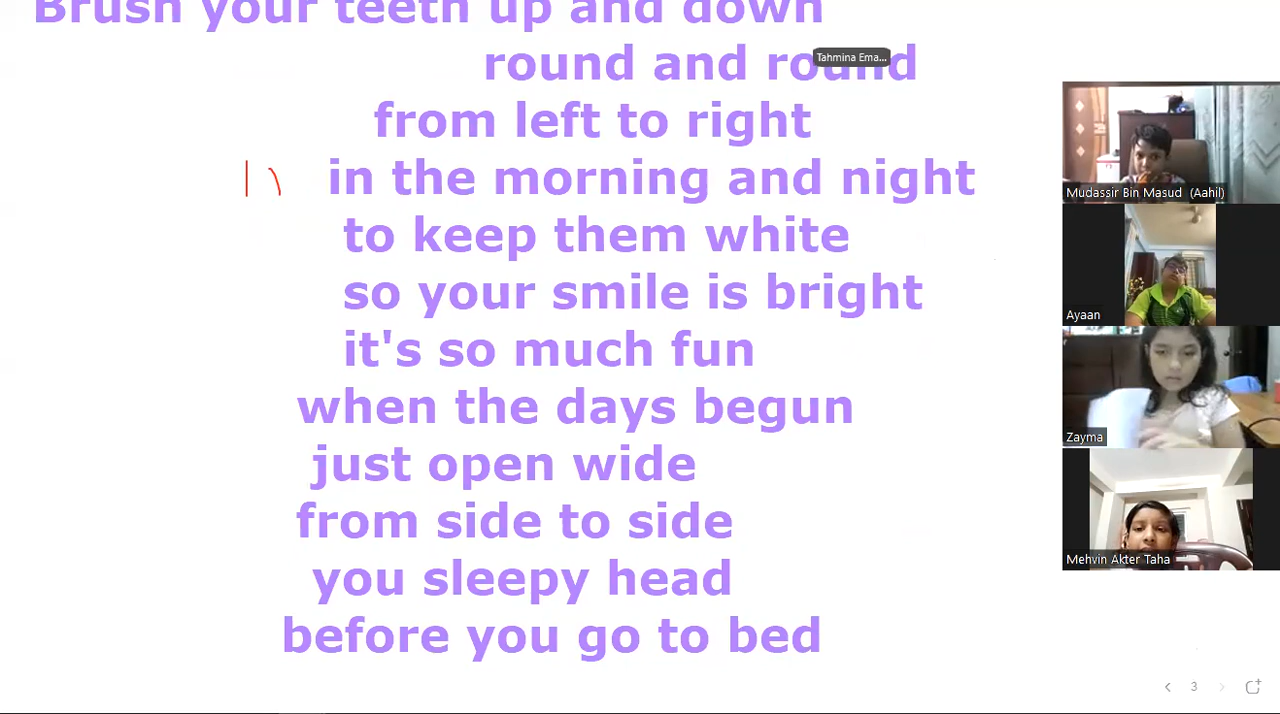 Brush your teeth up and down
round and round
Tahmina Ema...
from left to right
in the morning and night
to keep them white
so your smile is bright
it's so much fun
when the days begun
just open wide
from side to side
you sleepy head
before you go to bed
Mudassir Bin Masud (Aahil)
Ayaan
Zayma
Mehvin Akter Taha
3